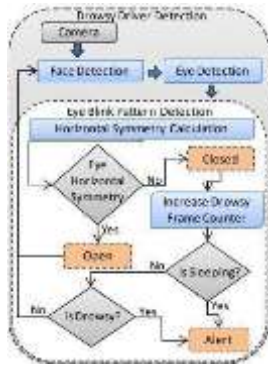 Drowsy Driver Detection
Camera
Face Detection
Eye Detection
Eye Blink Pattern Detection
Horizontal Symmetry Calculation
Eye
Horizontal
Symmetry
No
Closed
Yes
Increase Drowsy
Frame Counter
Open
No
Is Sleeping?
No
Is Drowsy?
Yes
Yes
Alert